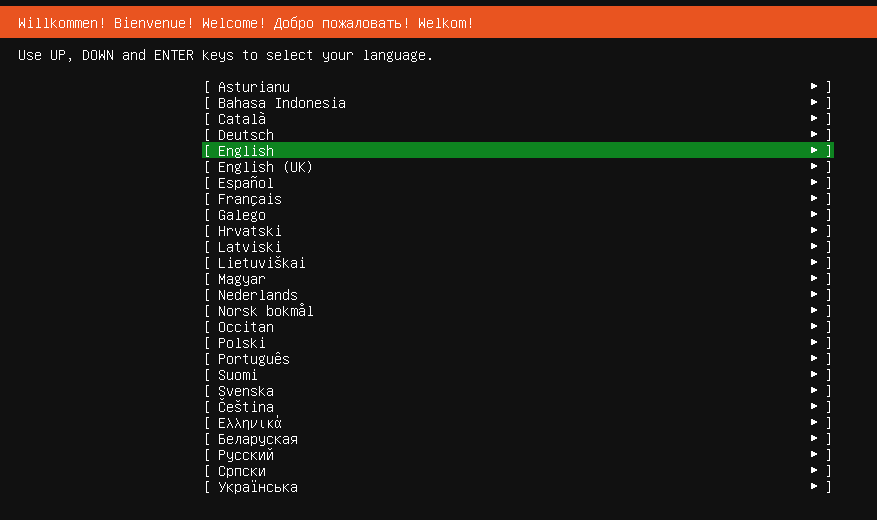 Willkommen! Bienvenue! Welcome! Добро пожаловать! Welkom!
Use UP, DOWN and ENTER keys to select your language.
[ Asturianu ▸ ]
[ Bahasa Indonesia ▸ ]
[ Català ▸ ]
[ Deutsch ▸ ]
[ English ▸ ]
[ English (UK) ▸ ]
[ Español ▸ ]
[ Français ▸ ]
[ Galego ▸ ]
[ Hrvatski ▸ ]
[ Latviski ▸ ]
[ Lietuviškai ▸ ]
[ Magyar ▸ ]
[ Nederlands ▸ ]
[ Norsk bokmål ▸ ]
[ Occitan ▸ ]
[ Polski ▸ ]
[ Português ▸ ]
[ Suomi ▸ ]
[ Svenska ▸ ]
[ Čeština ▸ ]
[ Ελληνικά ▸ ]
[ Беларуская ▸ ]
[ Русский ▸ ]
[ Српски ▸ ]
[ Українська ▸ ]